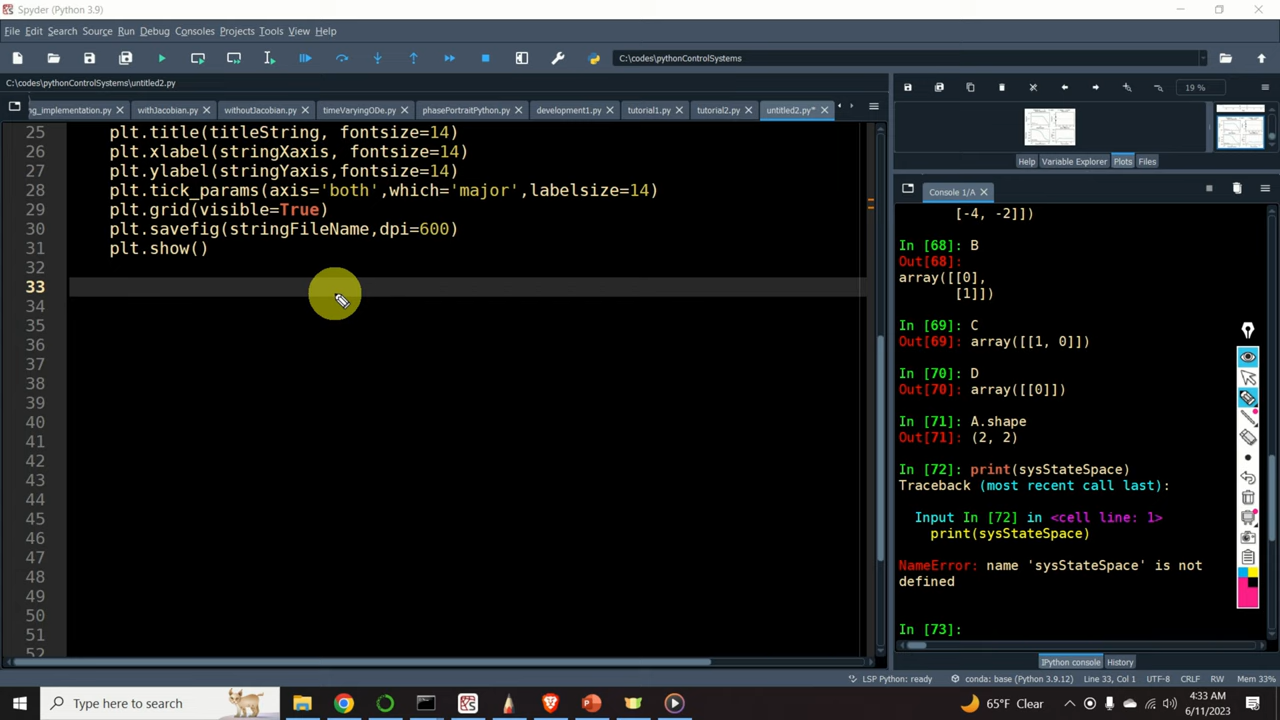 Spyder (Python 3.9)
File Edit Search Source Run Debug Consoles Projects Tools View Help
C:\codes\pythonControlSystems
C:\codes\pythonControlSystems\untitled2.py
ng_implementation.py withJacobian.py withoutJacobian.py timeVaryingODe.py phasePortraitPython.py development1.py tutorial1.py tutorial2.py untitled2.py*
25 plt.title(titleString, fontsize=14)
26 plt.xlabel(stringXaxis, fontsize=14)
27 plt.ylabel(stringYaxis,fontsize=14)
28 plt.tick_params(axis='both',which='major',labelsize=14)
29 plt.grid(visible=True)
30 plt.savefig(stringFileName,dpi=600)
31 plt.show()
32
33
34
35
36
37
38
39
40
41
42
43
44
45
46
47
48
49
50
51
52
19 %
Help Variable Explorer Plots Files
Console 1/A
[-4, -2]])
In [68]: B
Out[68]:
array([[0],
[1]])
In [69]: C
Out[69]: array([[1, 0]])
In [70]: D
Out[70]: array([[0]])
In [71]: A.shape
Out[71]: (2, 2)
In [72]: print(sysStateSpace)
Traceback (most recent call last):
Input In [72] in <cell line: 1>
print(sysStateSpace)
NameError: name 'sysStateSpace' is not
defined
In [73]:
IPython console History
LSP Python: ready conda: base (Python 3.9.12) Line 33, Col 1 UTF-8 CRLF RW Mem 33%
Type here to search
65°F Clear
4:33 AM
6/11/2023